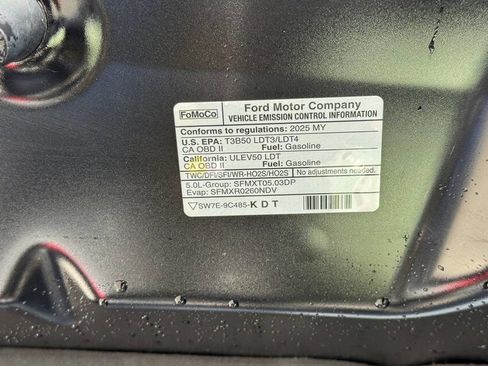 FoMoCo
Ford Motor Company
VEHICLE EMISSION CONTROL INFORMATION
Conforms to regulations: 2025 MY
U.S. EPA: T3B50 LDT3/LDT4
CA OBD II Fuel: Gasoline
California: ULEV50 LDT
CA OBD II Fuel: Gasoline
TWC/DFI/SFI/WR-HO2S/HO2S No adjustments needed.
5.0L-Group: SFMXT05.03DP
Evap: SFMXR0260NDV
SW7E-9C485-KDT